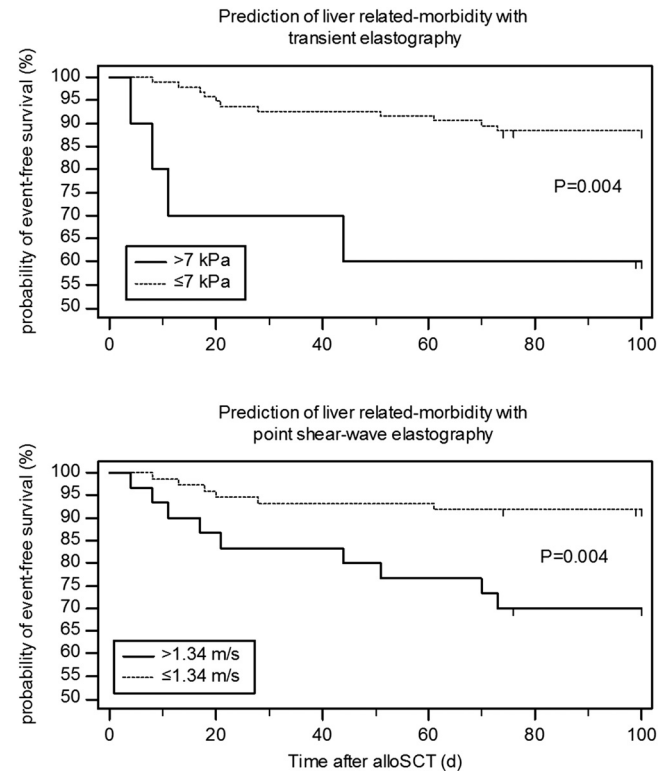 Prediction of liver related-morbidity with
transient elastography
probability of event-free survival (%)
100
95
90
85
80
75
70
65
60
55
50
P=0.004
>7 kPa
≤7 kPa
0 20 40 60 80 100
Prediction of liver related-morbidity with
point shear-wave elastography
probability of event-free survival (%)
100
95
90
85
80
75
70
65
60
55
50
P=0.004
>1.34 m/s
≤1.34 m/s
0 20 40 60 80 100
Time after alloSCT (d)